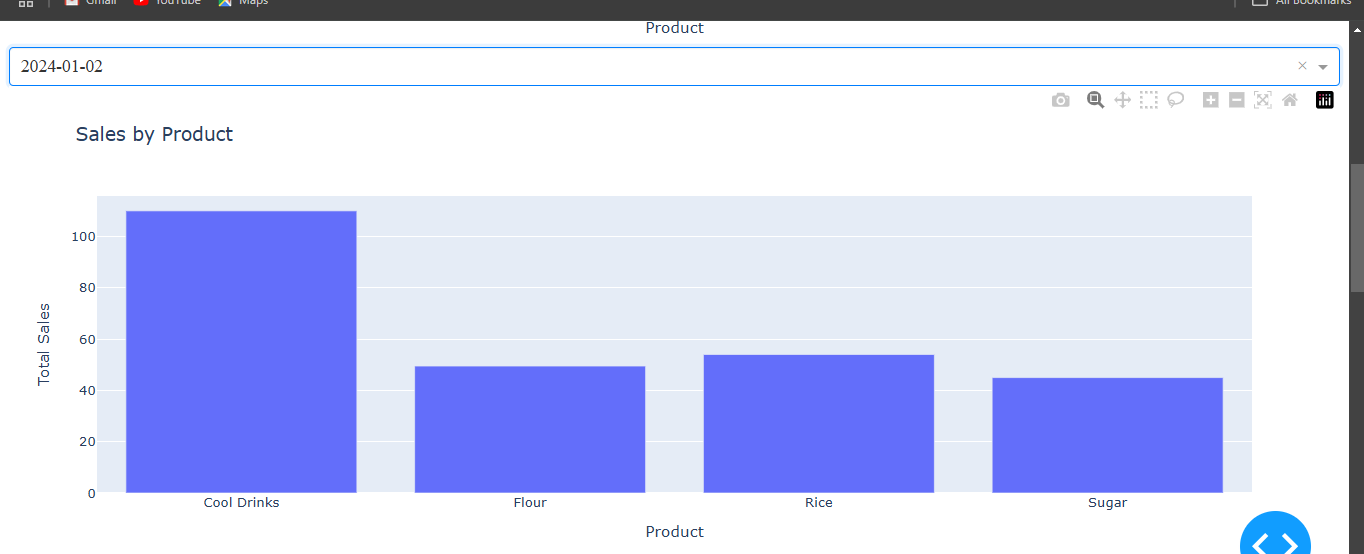 Gmail YouTube Maps All Bookmarks
Product
2024-01-02
Sales by Product
Total Sales
100
80
60
40
20
0
Cool Drinks Flour Rice Sugar
Product